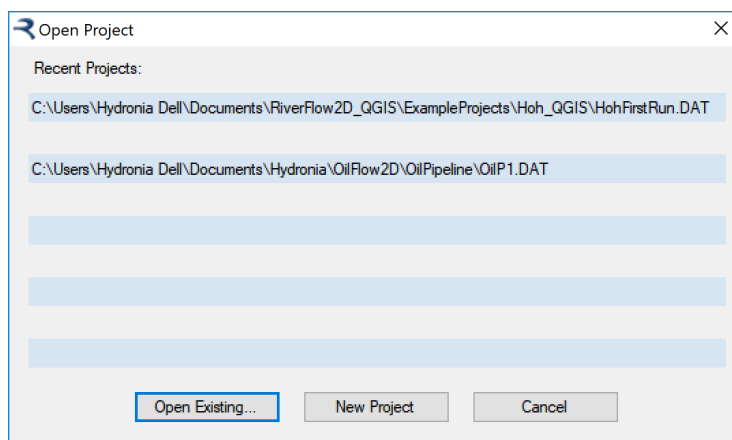 Open Project
Recent Projects:
C:\Users\Hydronia Dell\Documents\RiverFlow2D_QGIS\ExampleProjects\Hoh_QGIS\HohFirstRun.DAT
C:\Users\Hydronia Dell\Documents\Hydronia\OilFlow2D\OilPipeline\OilP1.DAT
Open Existing... New Project Cancel